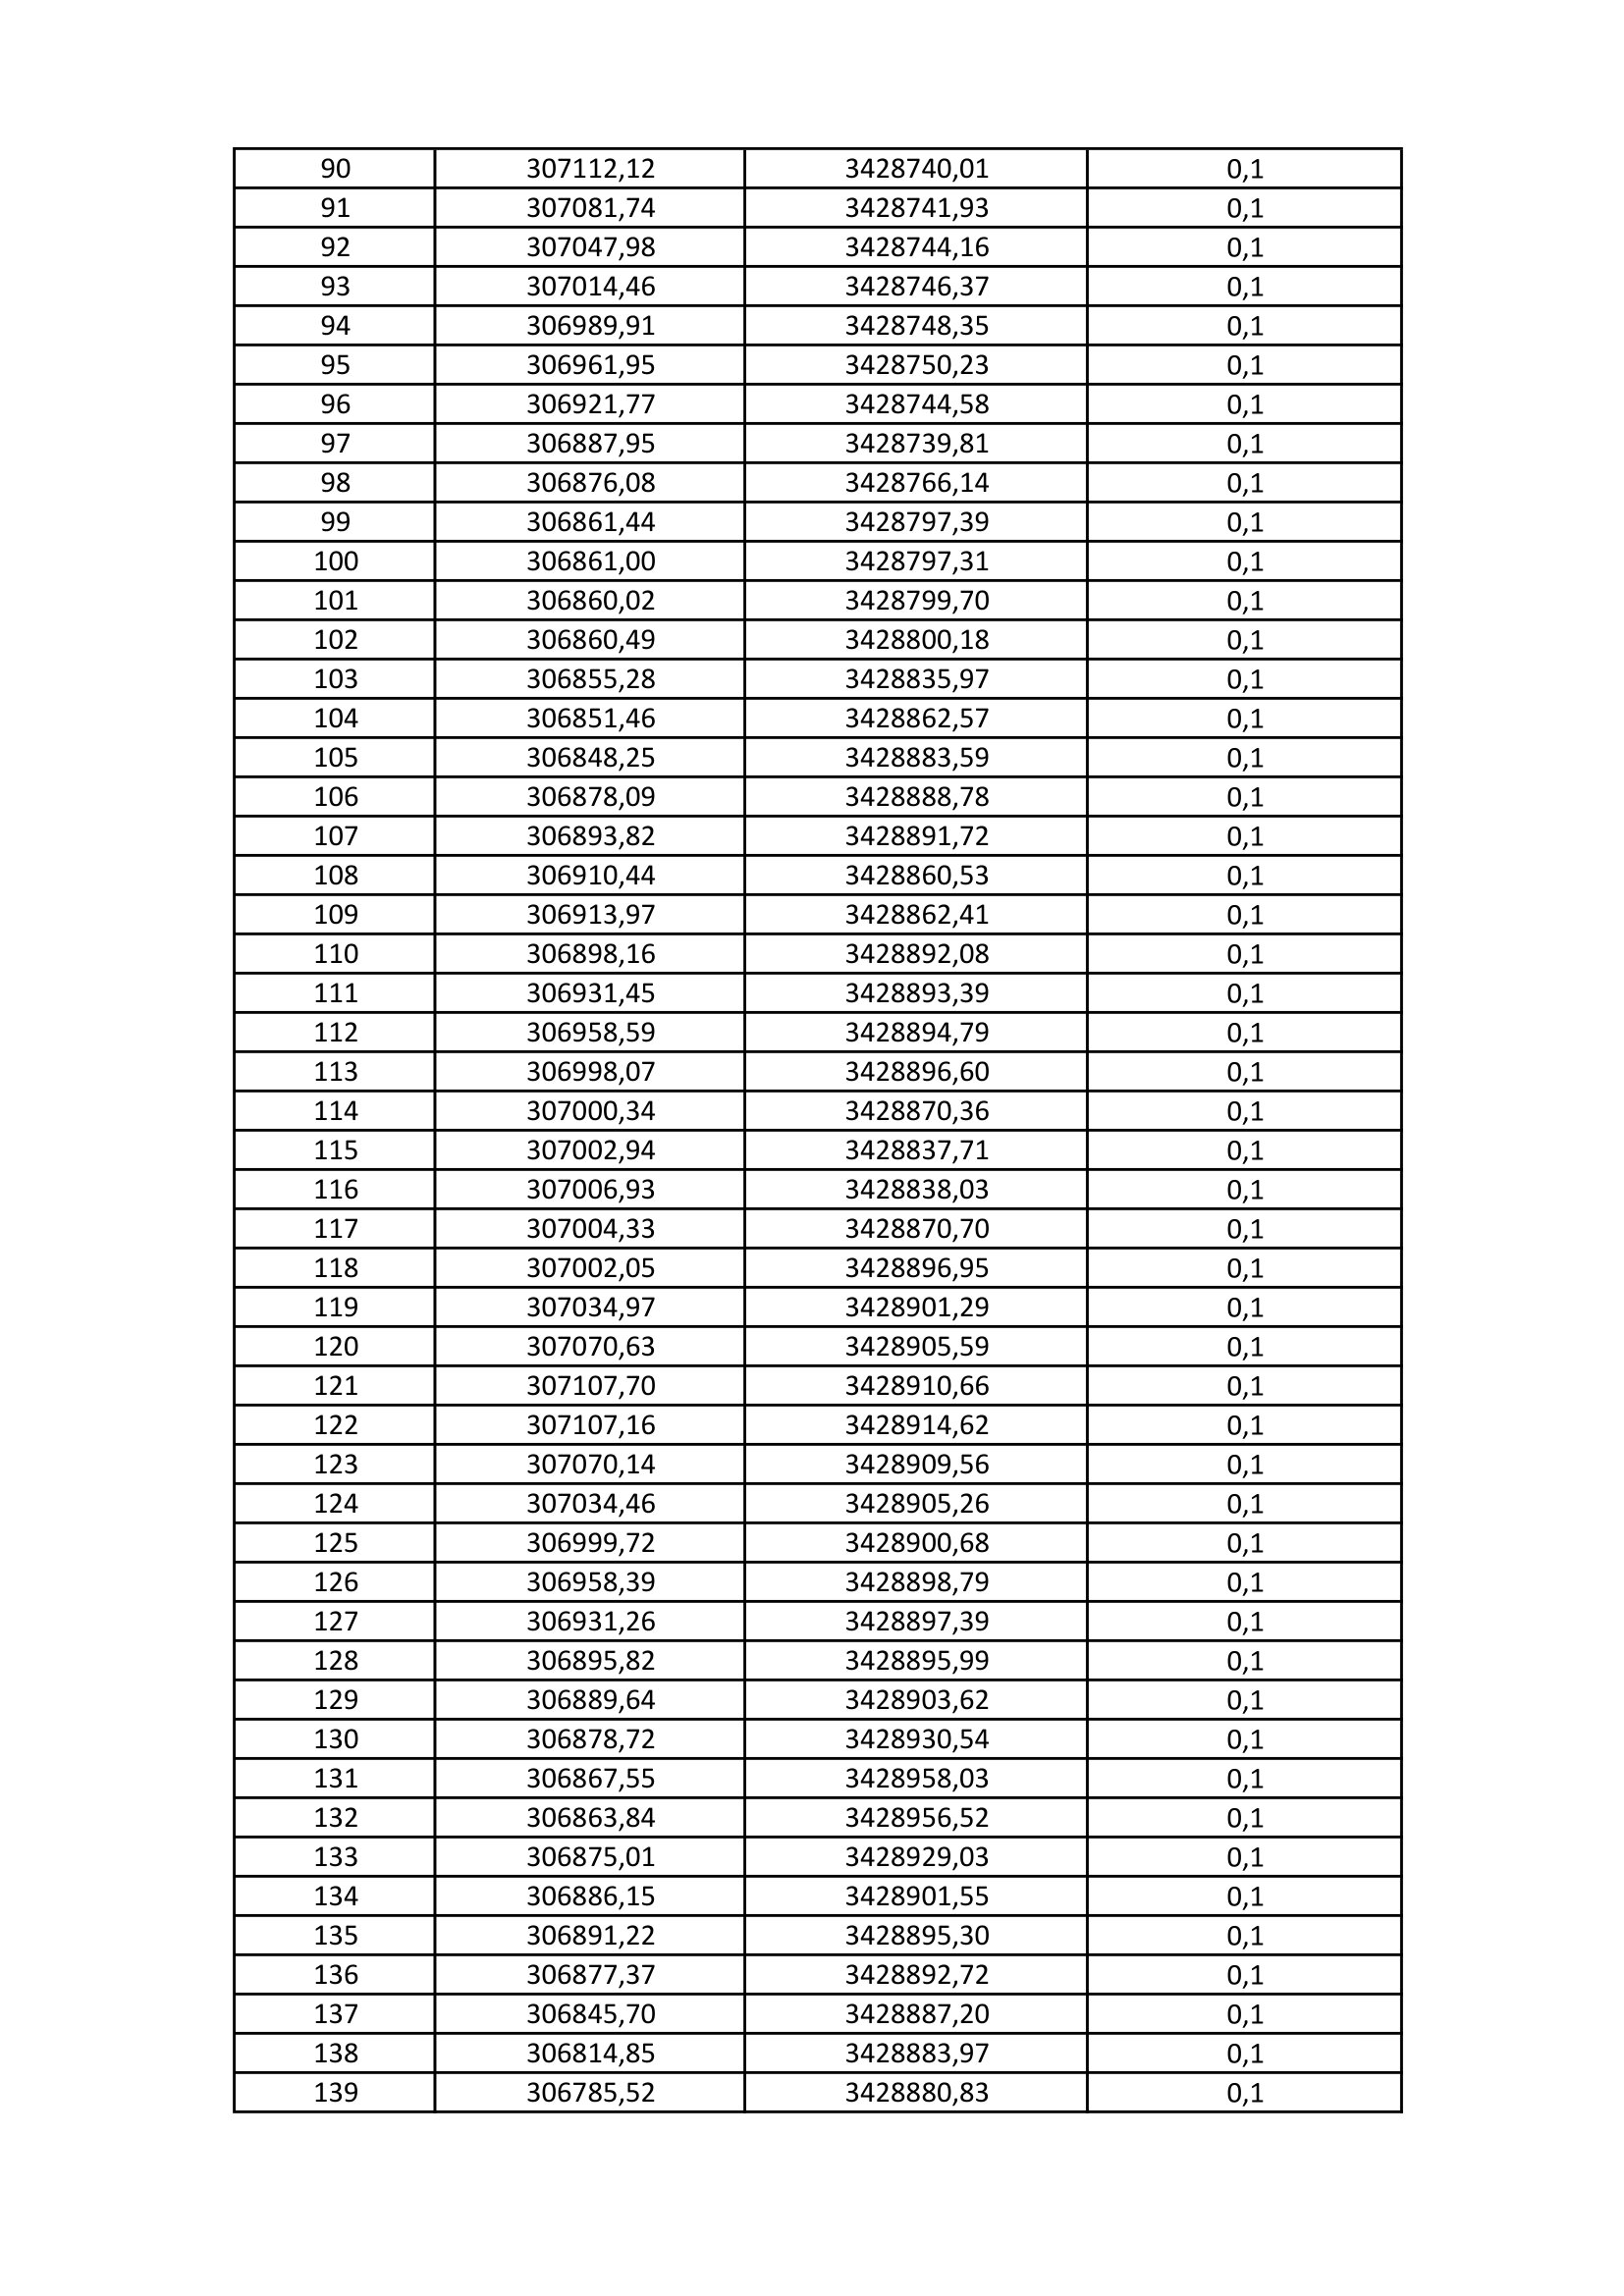 90 307112,12 3428740,01 0,1
91 307081,74 3428741,93 0,1
92 307047,98 3428744,16 0,1
93 307014,46 3428746,37 0,1
94 306989,91 3428748,35 0,1
95 306961,95 3428750,23 0,1
96 306921,77 3428744,58 0,1
97 306887,95 3428739,81 0,1
98 306876,08 3428766,14 0,1
99 306861,44 3428797,39 0,1
100 306861,00 3428797,31 0,1
101 306860,02 3428799,70 0,1
102 306860,49 3428800,18 0,1
103 306855,28 3428835,97 0,1
104 306851,46 3428862,57 0,1
105 306848,25 3428883,59 0,1
106 306878,09 3428888,78 0,1
107 306893,82 3428891,72 0,1
108 306910,44 3428860,53 0,1
109 306913,97 3428862,41 0,1
110 306898,16 3428892,08 0,1
111 306931,45 3428893,39 0,1
112 306958,59 3428894,79 0,1
113 306998,07 3428896,60 0,1
114 307000,34 3428870,36 0,1
115 307002,94 3428837,71 0,1
116 307006,93 3428838,03 0,1
117 307004,33 3428870,70 0,1
118 307002,05 3428896,95 0,1
119 307034,97 3428901,29 0,1
120 307070,63 3428905,59 0,1
121 307107,70 3428910,66 0,1
122 307107,16 3428914,62 0,1
123 307070,14 3428909,56 0,1
124 307034,46 3428905,26 0,1
125 306999,72 3428900,68 0,1
126 306958,39 3428898,79 0,1
127 306931,26 3428897,39 0,1
128 306895,82 3428895,99 0,1
129 306889,64 3428903,62 0,1
130 306878,72 3428930,54 0,1
131 306867,55 3428958,03 0,1
132 306863,84 3428956,52 0,1
133 306875,01 3428929,03 0,1
134 306886,15 3428901,55 0,1
135 306891,22 3428895,30 0,1
136 306877,37 3428892,72 0,1
137 306845,70 3428887,20 0,1
138 306814,85 3428883,97 0,1
139 306785,52 3428880,83 0,1